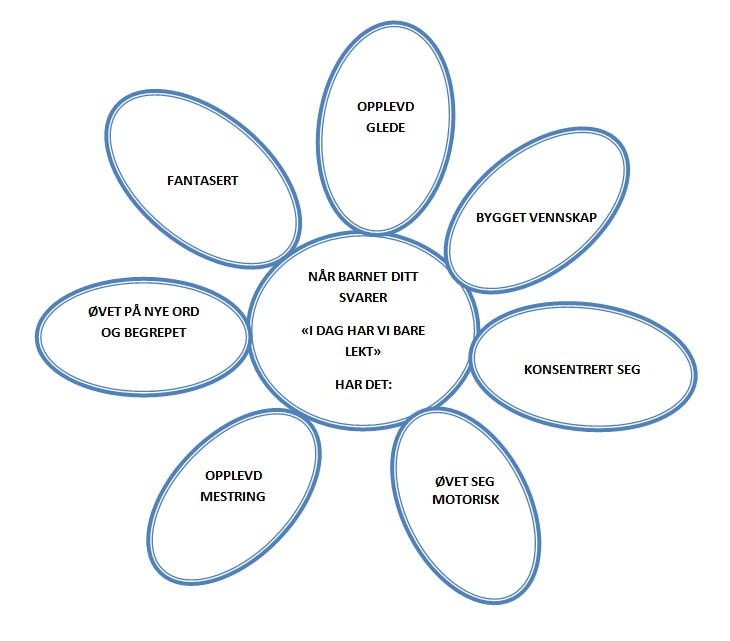 NÅR BARNET DITT
SVARER
«I DAG HAR VI BARE
LEKT»
HAR DET:
OPPLEVD
GLEDE
BYGGET VENNSKAP
KONSENTRERT SEG
ØVET SEG
MOTORISK
OPPLEVD
MESTRING
ØVET PÅ NYE ORD
OG BEGREPET
FANTASERT